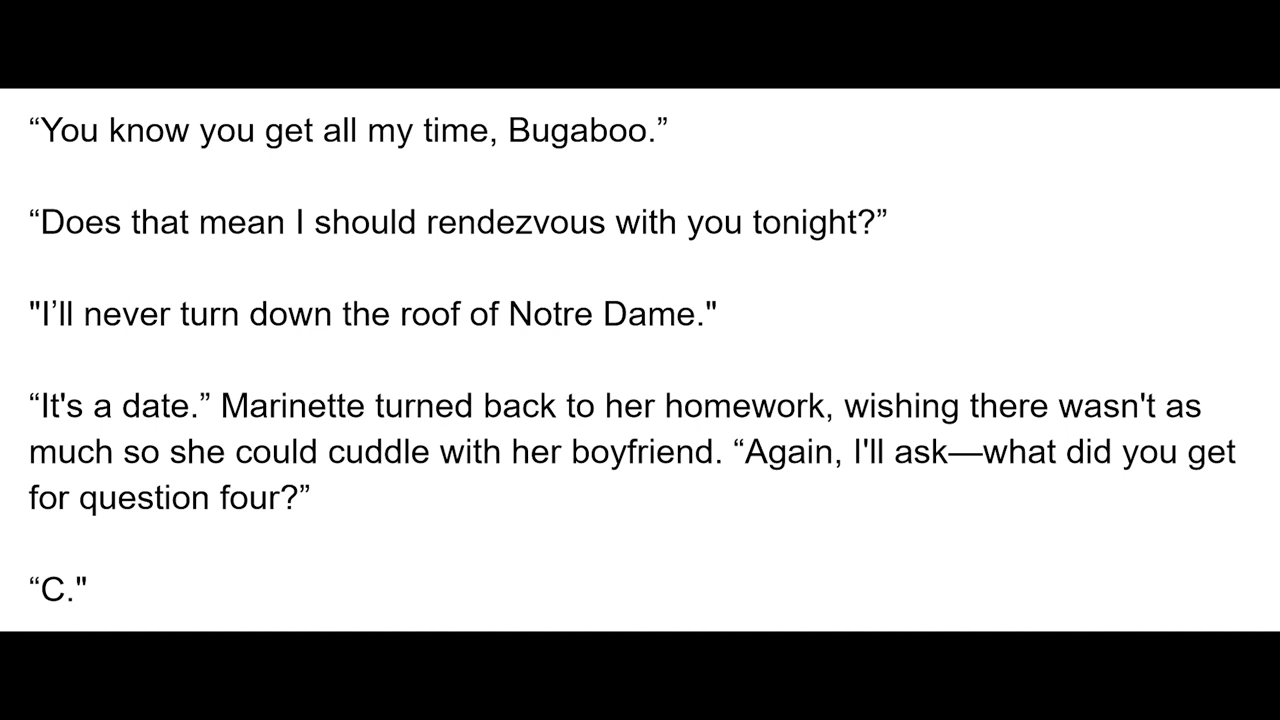 “You know you get all my time, Bugaboo.”
“Does that mean I should rendezvous with you tonight?”
"I’ll never turn down the roof of Notre Dame."
“It's a date.” Marinette turned back to her homework, wishing there wasn't as
much so she could cuddle with her boyfriend. “Again, I'll ask—what did you get
for question four?”
“C."